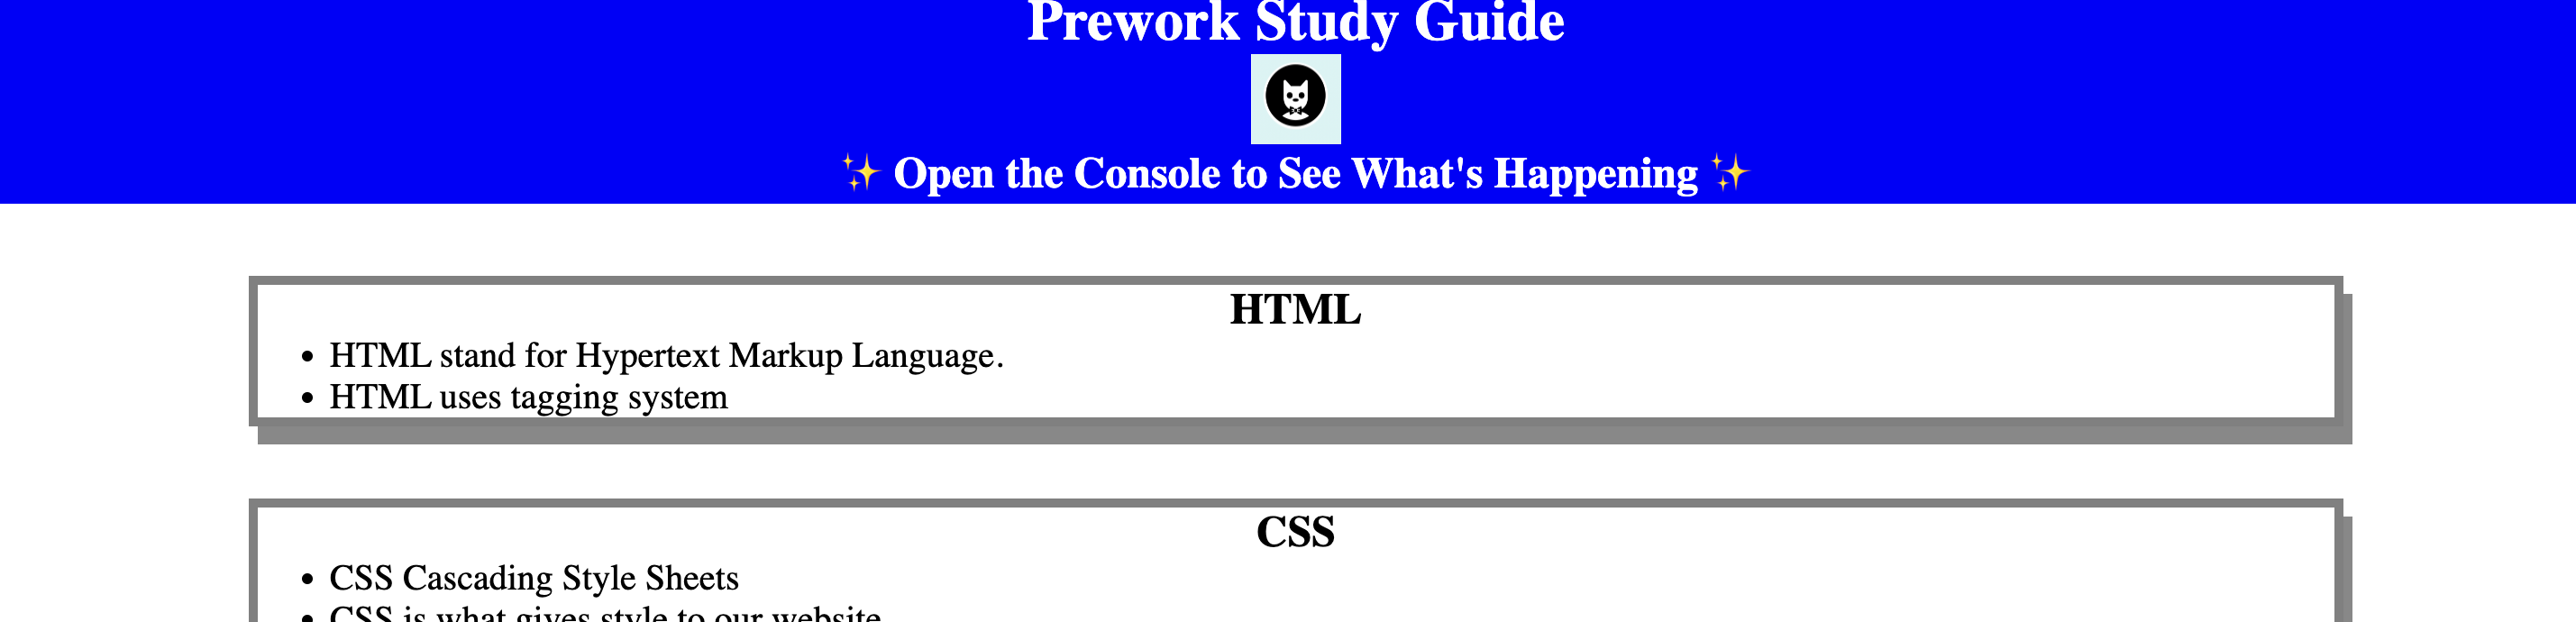 Prework Study Guide
✨ Open the Console to See What's Happening ✨
HTML
• HTML stand for Hypertext Markup Language.
• HTML uses tagging system
CSS
• CSS Cascading Style Sheets
• CSS is what gives style to our website